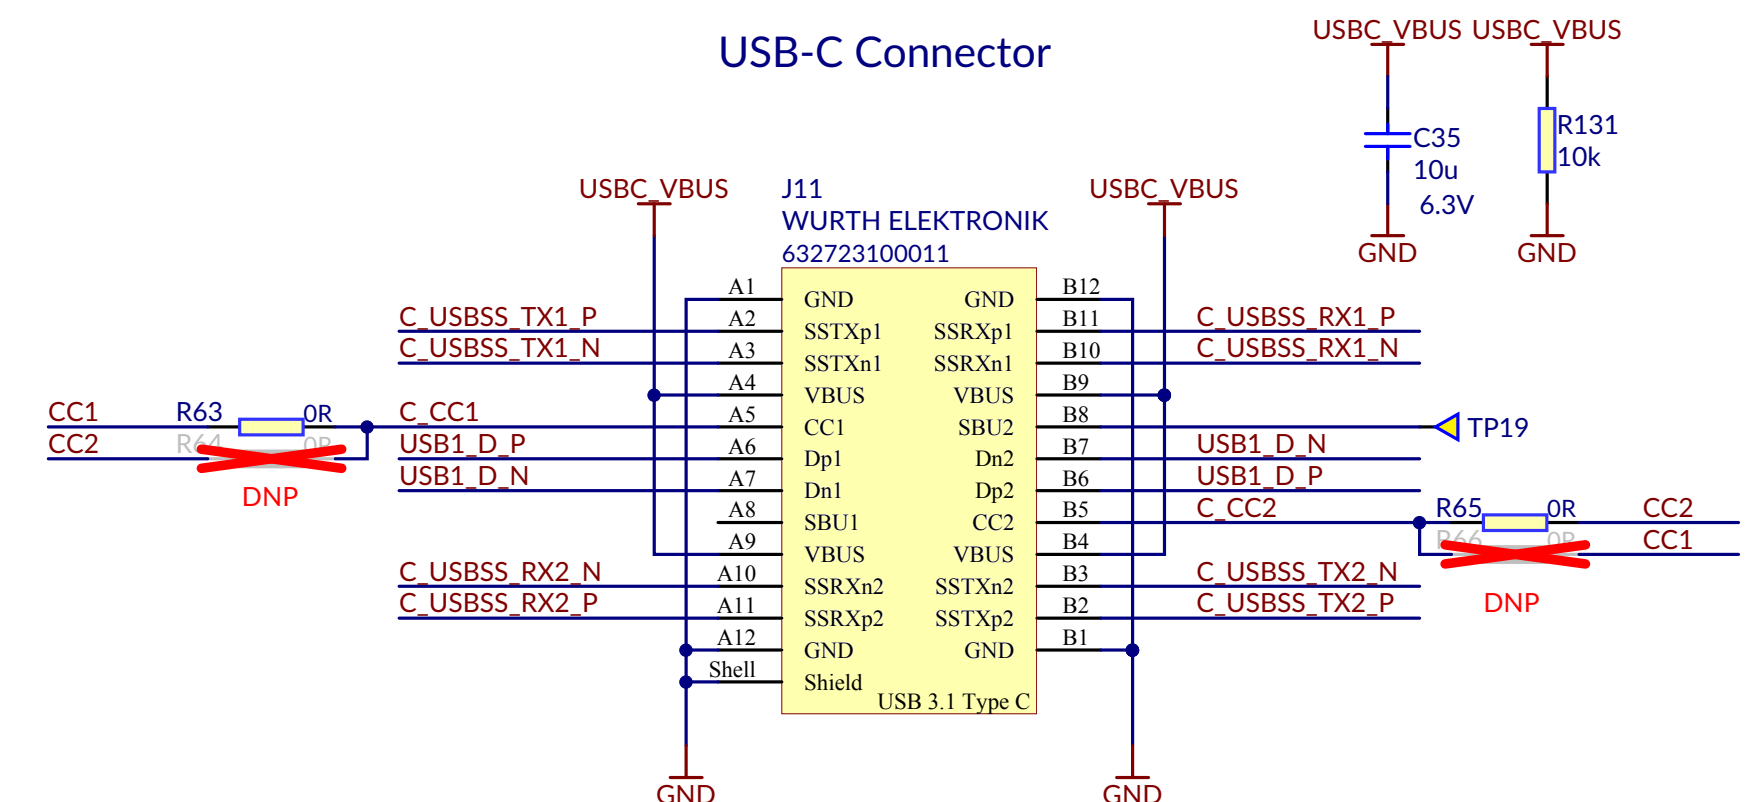 USB-C Connector
USBC_VBUS USBC_VBUS
C35
10u
6.3V
R131
10k
GND
GND
USBC_VBUS
J11
WURTH ELEKTRONIK
632723100011
USBC_VBUS
A1 GND GND B12
C_USBSS_TX1_P A2 SSTXp1 SSRXp1 B11 C_USBSS_RX1_P
C_USBSS_TX1_N A3 SSTXn1 SSRXn1 B10 C_USBSS_RX1_N
A4 VBUS VBUS B9
CC1 R63 0R C_CC1 A5 CC1 SBU2 B8 TP19
CC2 R64 0R USB1_D_P A6 Dp1 Dn2 B7 USB1_D_N
DNP USB1_D_N A7 Dn1 Dp2 B6 USB1_D_P
A8 SBU1 CC2 B5 C_CC2 R65 0R CC2
A9 VBUS VBUS B4 R66 0R CC1
C_USBSS_RX2_N A10 SSRXn2 SSTXn2 B3 C_USBSS_TX2_N
C_USBSS_RX2_P A11 SSRXp2 SSTXp2 B2 C_USBSS_TX2_P DNP
A12 GND GND B1
Shell Shield
USB 3.1 Type C
GND GND